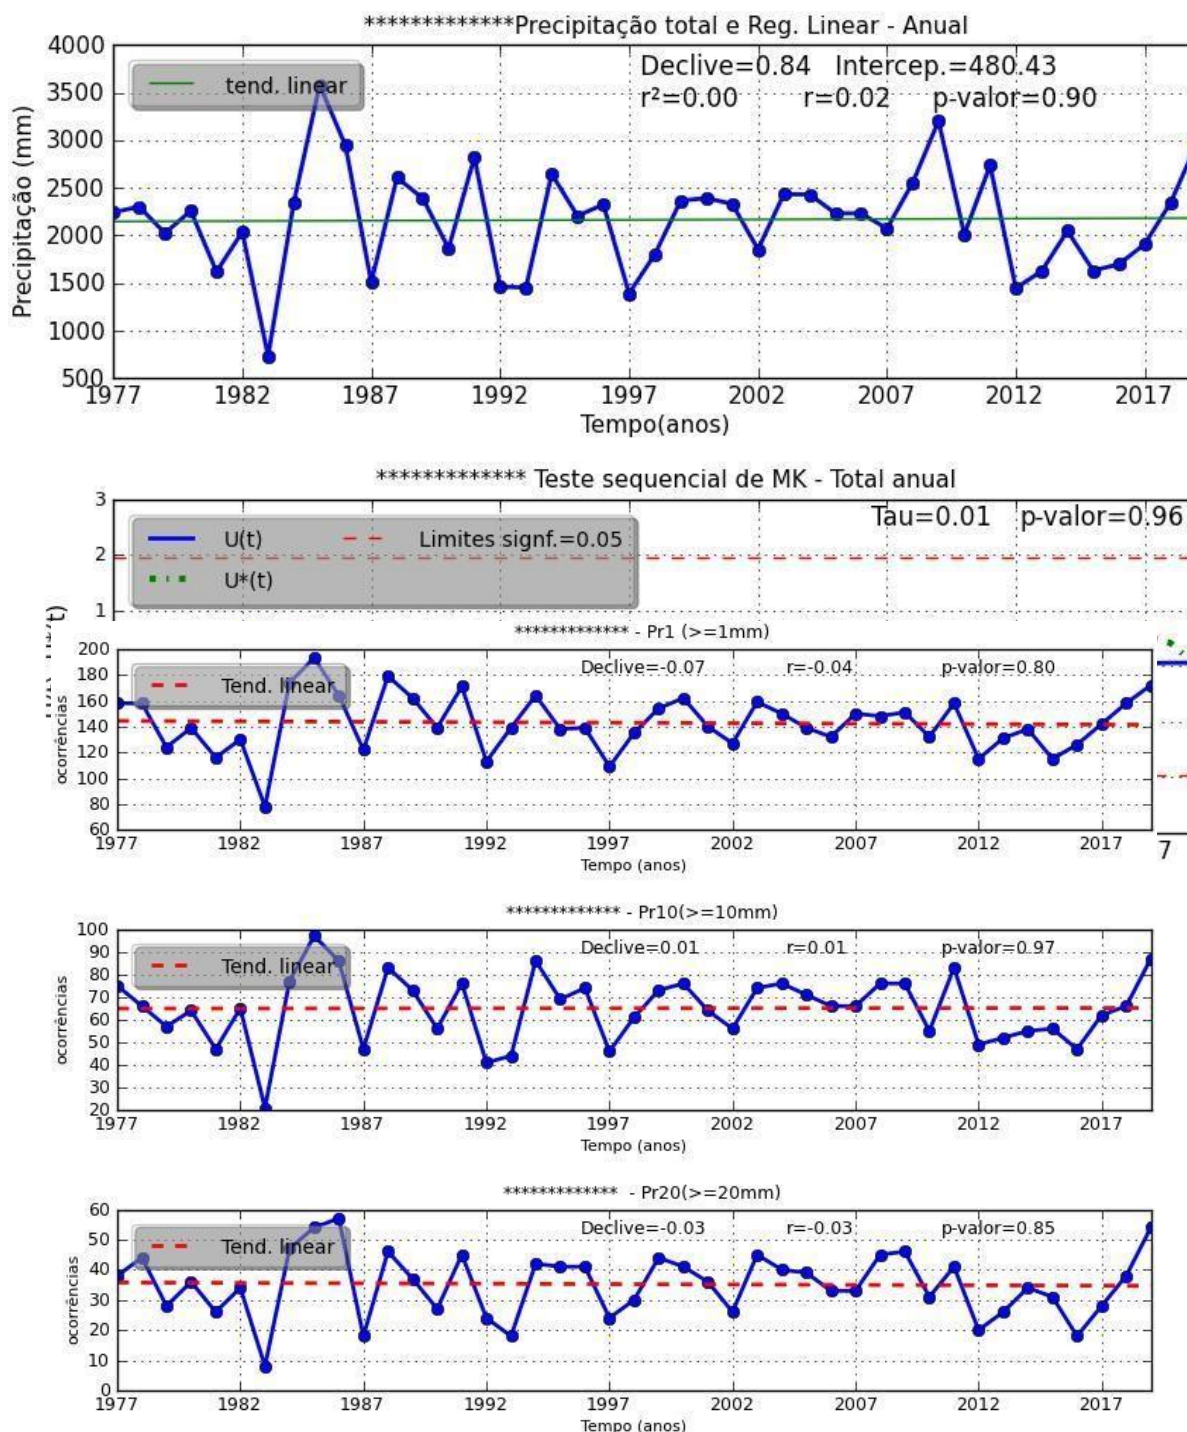 *************Precipitação total e Reg. Linear - Anual
4000
3500
3000
2500
2000
1500
1000
500
Precipitação (mm)
tend. linear
Declive=0.84 Intercep.=480.43
r²=0.00 r=0.02 p-valor=0.90
1977 1982 1987 1992 1997 2002 2007 2012 2017
Tempo(anos)
************* Teste sequencial de MK - Total anual
3
2
1
U(t) Limites signf.=0.05
U*(t)
Tau=0.01 p-valor=0.96
t)
7
************* - Pr1 (>=1mm)
200
180
160
140
120
100
80
60
ocorrências
Tend. linear
Declive=-0.07 r=-0.04 p-valor=0.80
1977 1982 1987 1992 1997 2002 2007 2012 2017
Tempo (anos)
************* - Pr10(>=10mm)
100
90
80
70
60
50
40
30
20
ocorrências
Tend. linear
Declive=0.01 r=0.01 p-valor=0.97
1977 1982 1987 1992 1997 2002 2007 2012 2017
Tempo (anos)
************* - Pr20(>=20mm)
60
50
40
30
20
10
0
ocorrências
Tend. linear
Declive=-0.03 r=-0.03 p-valor=0.85
1977 1982 1987 1992 1997 2002 2007 2012 2017
Tempo (anos)